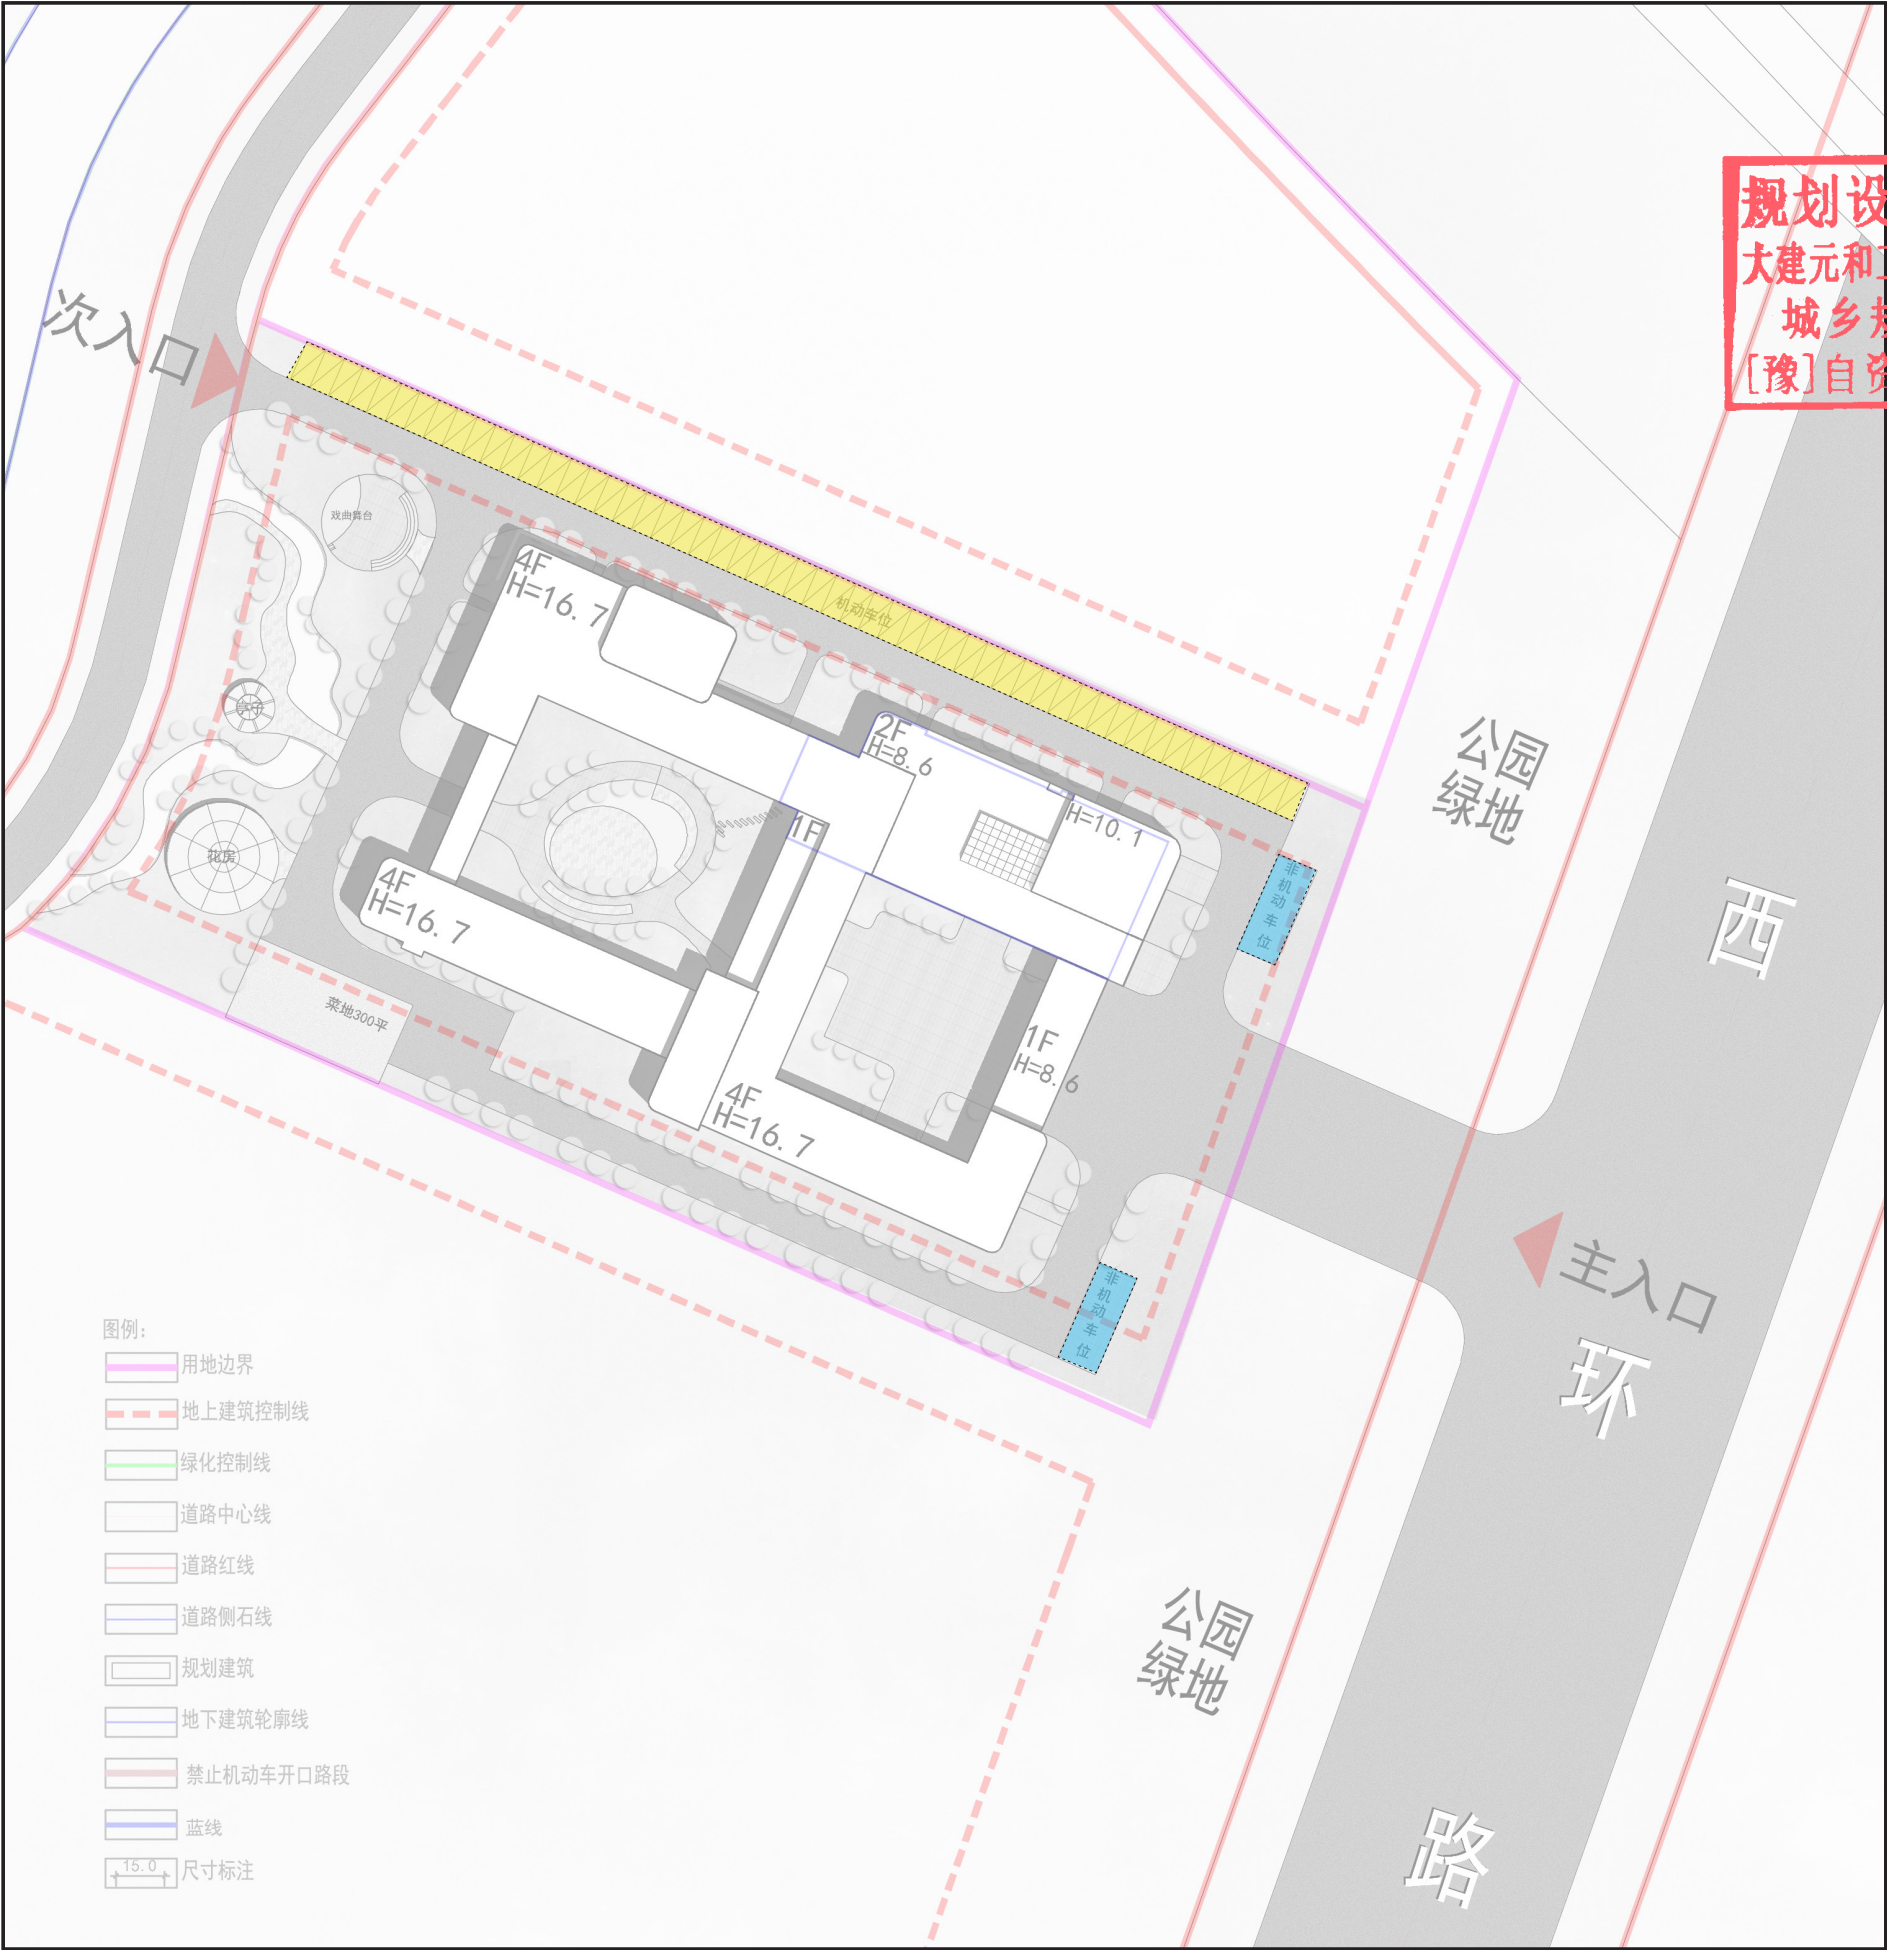 规划设
大建元和工
城乡规
[豫]自资
次入口
戏曲舞台
4F
H=16.7
机动车位
亭子
2F
H=8.6
公园
绿地
H=10.1
1F
花房
非机动车位
4F
H=16.7
西
菜地300平
1F
H=8.6
4F
H=16.7
主入口
非机动车位
环
图例：
用地边界
地上建筑控制线
绿化控制线
道路中心线
道路红线
道路侧石线
规划建筑
地下建筑轮廓线
禁止机动车开口路段
蓝线
15.0
尺寸标注
公园
绿地
路